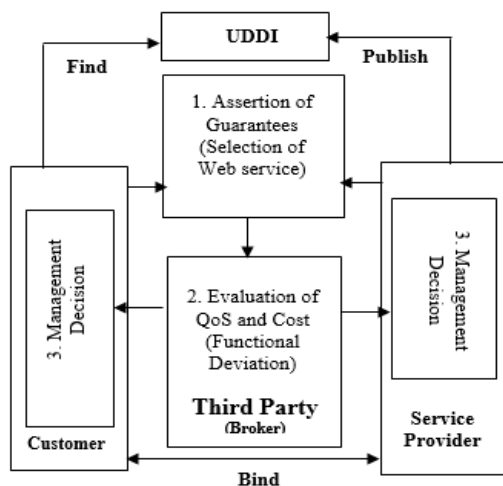 UDDI
Find
Publish
1. Assertion of
Guarantees
(Selection of
Web service)
3. Management
Decision
2. Evaluation of
QoS and Cost
(Functional
Deviation)
Third Party
(Broker)
3. Management
Decision
Customer
Service
Provider
Bind